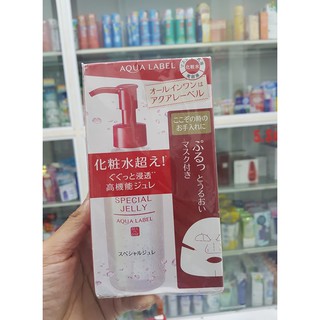 AQUA LABEL
オールインワンは
アクアレーベル
ここぞの時の
お手入れに
ぷるっとうるおい
マスク付き
化粧水超え!
ぐぐっと浸透
高機能ジュレ
SPECIAL
JELLY
AQUA LABEL
スペシャルジュレ